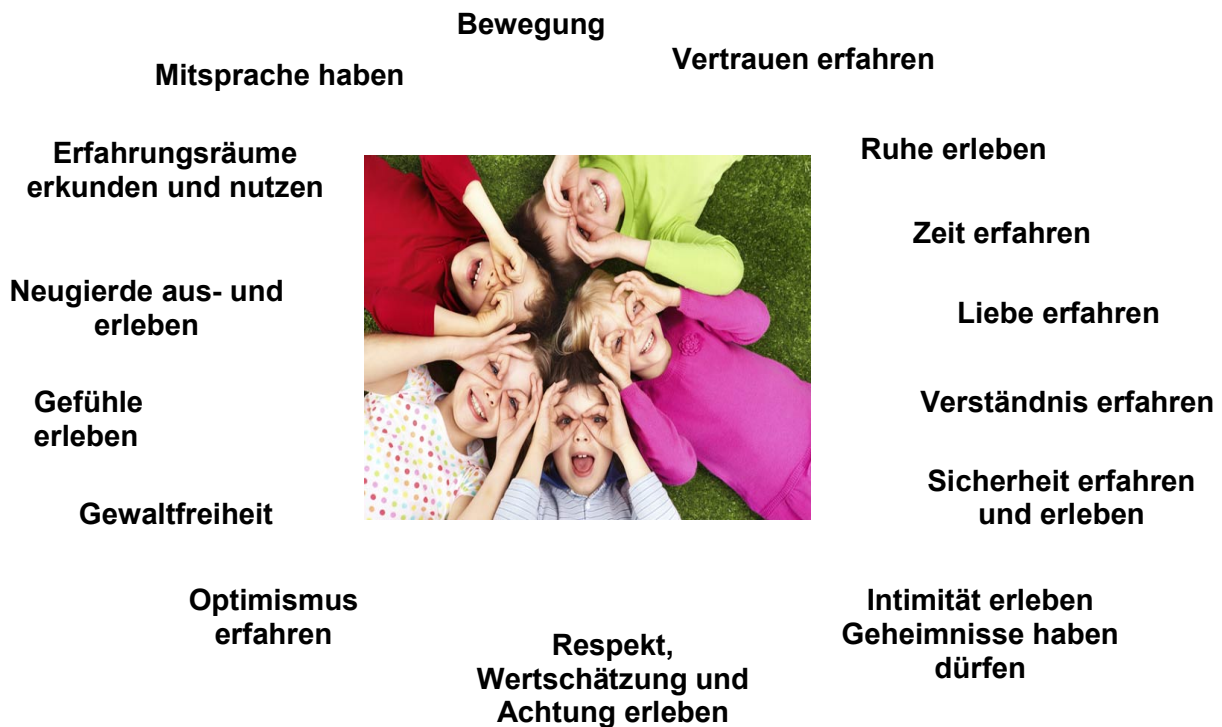 Bewegung
Vertrauen erfahren
Mitsprache haben
Ruhe erleben
Erfahrungsräume
erkunden und nutzen
Zeit erfahren
Neugierde aus- und
erleben
Liebe erfahren
Gefühle
erleben
Verständnis erfahren
Sicherheit erfahren
und erleben
Gewaltfreiheit
Optimismus
erfahren
Intimität erleben
Geheimnisse haben
dürfen
Respekt,
Wertschätzung und
Achtung erleben